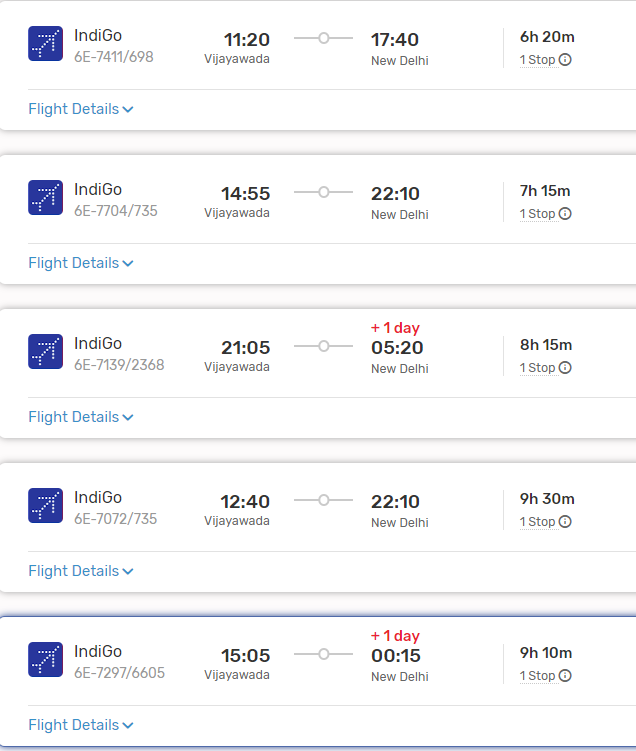 IndiGo
6E-7411/698
11:20
Vijayawada
17:40
New Delhi
6h 20m
1 Stop
Flight Details
IndiGo
6E-7704/735
14:55
Vijayawada
22:10
New Delhi
7h 15m
1 Stop
Flight Details
IndiGo
6E-7139/2368
21:05
Vijayawada
+ 1 day
05:20
New Delhi
8h 15m
1 Stop
Flight Details
IndiGo
6E-7072/735
12:40
Vijayawada
22:10
New Delhi
9h 30m
1 Stop
Flight Details
IndiGo
6E-7297/6605
15:05
Vijayawada
+ 1 day
00:15
New Delhi
9h 10m
1 Stop
Flight Details